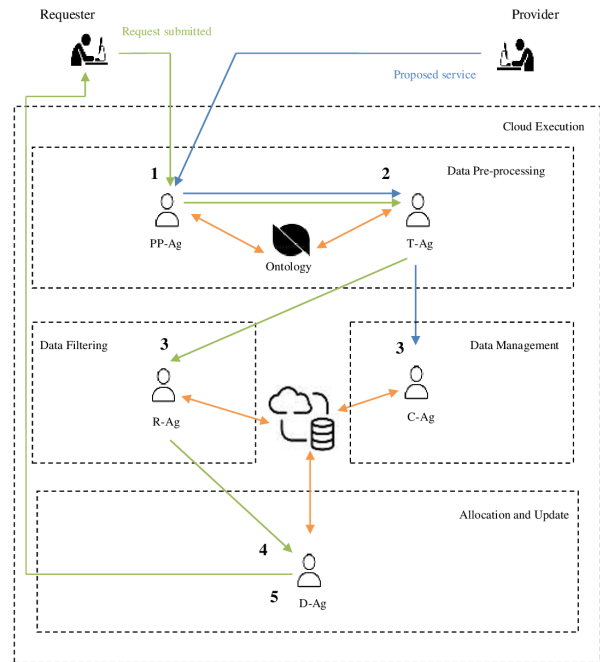 Requester
Provider
Request submitted
Proposed service
Cloud Execution
1
2
Data Pre-processing
PP-Ag
T-Ag
Ontology
Data Filtering
3
3
Data Management
R-Ag
C-Ag
Allocation and Update
4
5
D-Ag